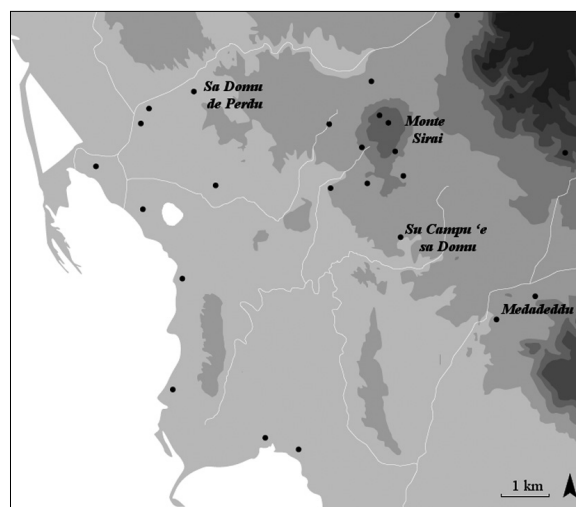 Sa Domu
de Perdu
Monte
Sirai
Su Campu 'e
sa Domu
Medadeddu
1 km